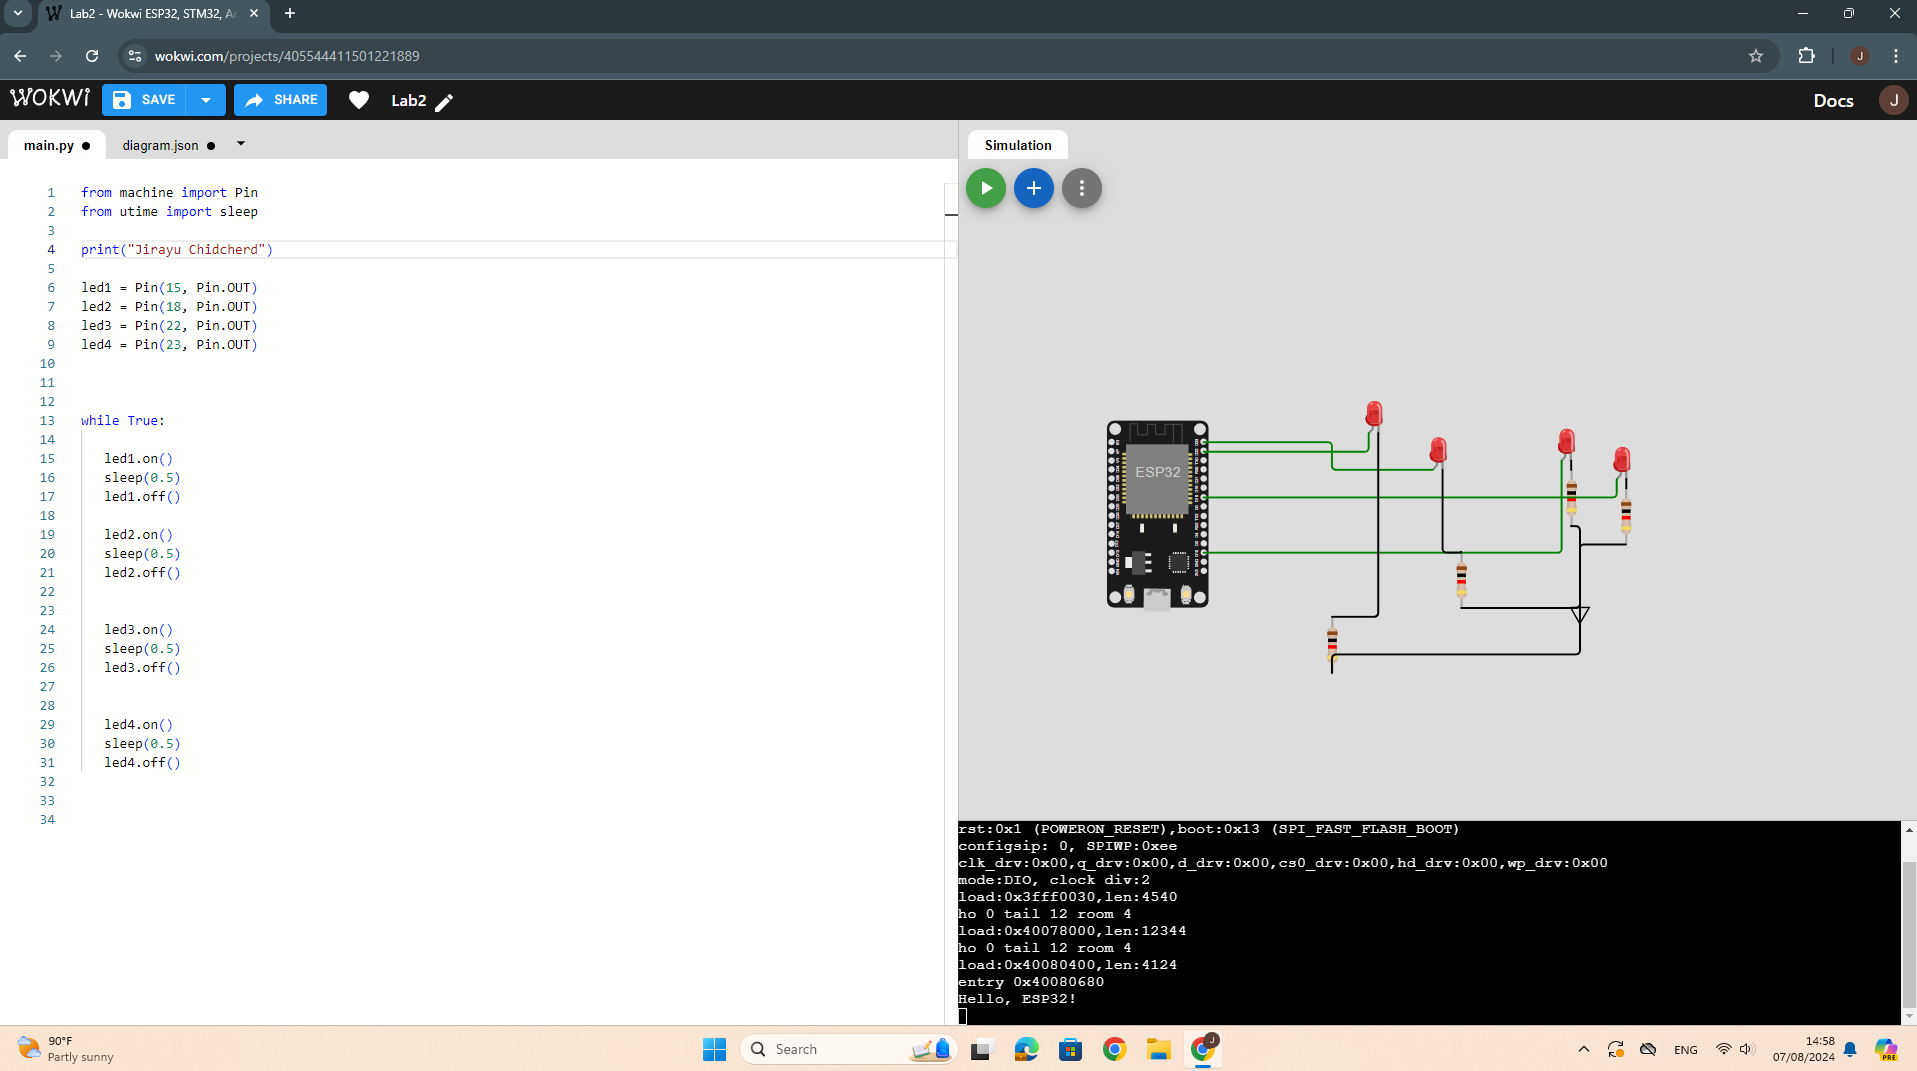 Lab2 - Wokwi ESP32, STM32, Ar
wokwi.com/projects/405544411501221889
J
WOKWi
SAVE
SHARE
Lab2
Docs
J
main.py
diagram.json
Simulation
1 from machine import Pin
2 from utime import sleep
3
4 print("Jirayu Chidcherd")
5
6 led1 = Pin(15, Pin.OUT)
7 led2 = Pin(18, Pin.OUT)
8 led3 = Pin(22, Pin.OUT)
9 led4 = Pin(23, Pin.OUT)
10
11
12
13 while True:
14
15 led1.on()
16 sleep(0.5)
17 led1.off()
18
19 led2.on()
20 sleep(0.5)
21 led2.off()
22
23
24 led3.on()
25 sleep(0.5)
26 led3.off()
27
28
29 led4.on()
30 sleep(0.5)
31 led4.off()
32
33
34
ESP32
rst:0x1 (POWERON_RESET),boot:0x13 (SPI_FAST_FLASH_BOOT)
configsip: 0, SPIWP:0xee
clk_drv:0x00,q_drv:0x00,d_drv:0x00,cs0_drv:0x00,hd_drv:0x00,wp_drv:0x00
mode:DIO, clock div:2
load:0x3fff0030,len:4540
ho 0 tail 12 room 4
load:0x40078000,len:12344
ho 0 tail 12 room 4
load:0x40080400,len:4124
entry 0x40080680
Hello, ESP32!
90°F
Partly sunny
Search
J
ENG
14:58
07/08/2024
PRE